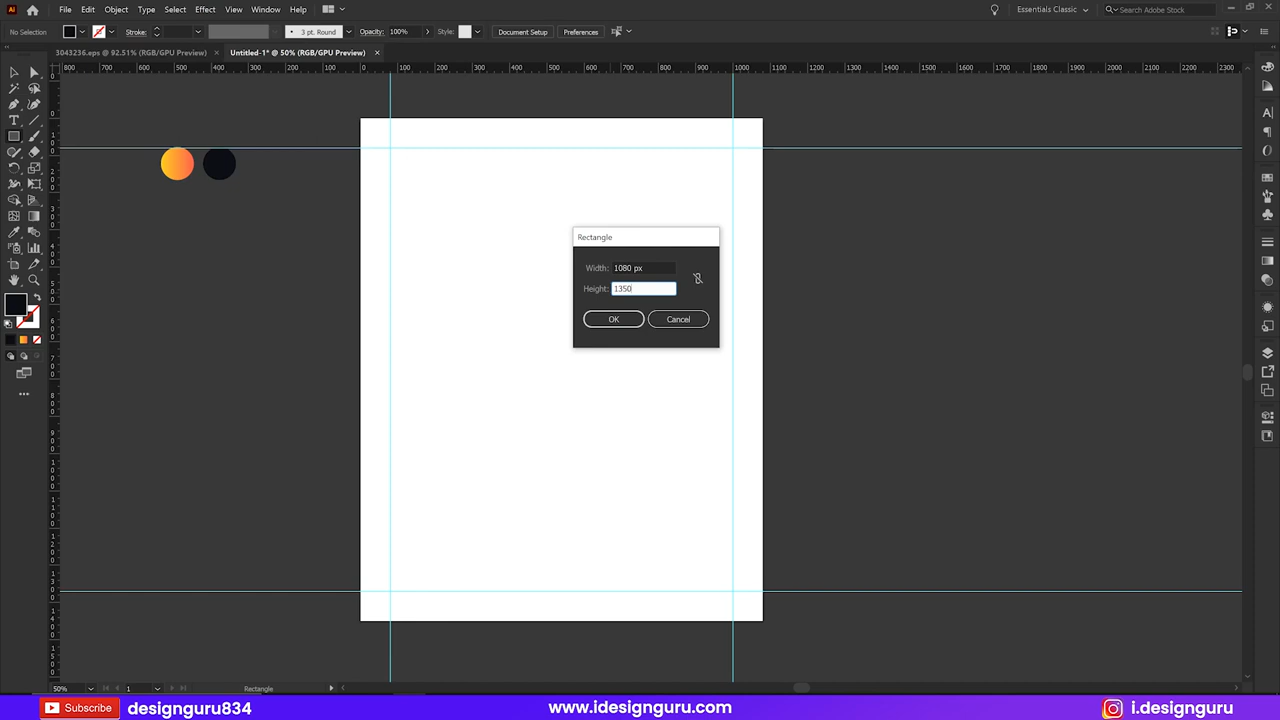 Ai File Edit Object Type Select Effect View Window Help Essentials Classic Search Adobe Stock
No Selection Stroke: 3 pt. Round Opacity: 100% Style: Document Setup Preferences
3043236.eps @ 92.51% (RGB/GPU Preview) × Untitled-1* @ 50% (RGB/GPU Preview) ×
800 700 600 500 400 300 200 100 0 100 200 300 400 500 600 700 800 900 1000 1100 1200 1300 1400 1500 1600 1700 1800 1900 2000 2100 2200 2300
Rectangle
Width: 1080 px
Height: 1350
OK Cancel
50% 1 Rectangle
Subscribe designguru834 www.idesignguru.com i.designguru